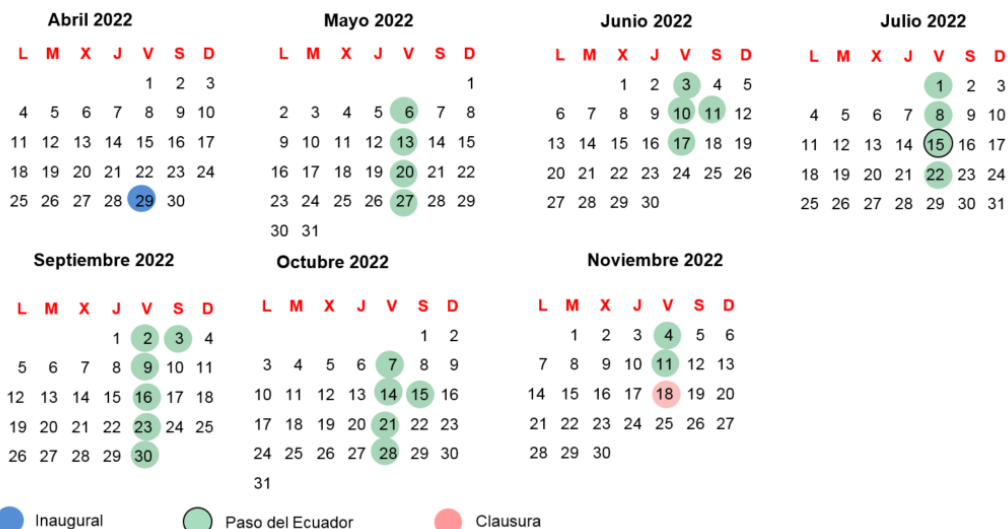 Abril 2022
L M X J V S D
1 2 3
4 5 6 7 8 9 10
11 12 13 14 15 16 17
18 19 20 21 22 23 24
25 26 27 28 29 30
Mayo 2022
L M X J V S D
1
2 3 4 5 6 7 8
9 10 11 12 13 14 15
16 17 18 19 20 21 22
23 24 25 26 27 28 29
30 31
Junio 2022
L M X J V S D
1 2 3 4 5
6 7 8 9 10 11 12
13 14 15 16 17 18 19
20 21 22 23 24 25 26
27 28 29 30
Julio 2022
L M X J V S D
1 2 3
4 5 6 7 8 9 10
11 12 13 14 15 16 17
18 19 20 21 22 23 24
25 26 27 28 29 30 31
Septiembre 2022
L M X J V S D
1 2 3 4
5 6 7 8 9 10 11
12 13 14 15 16 17 18
19 20 21 22 23 24 25
26 27 28 29 30
Octubre 2022
L M X J V S D
1 2
3 4 5 6 7 8 9
10 11 12 13 14 15 16
17 18 19 20 21 22 23
24 25 26 27 28 29 30
31
Noviembre 2022
L M X J V S D
1 2 3 4 5 6
7 8 9 10 11 12 13
14 15 16 17 18 19 20
21 22 23 24 25 26 27
28 29 30
Inaugural
Paso del Ecuador
Clausura